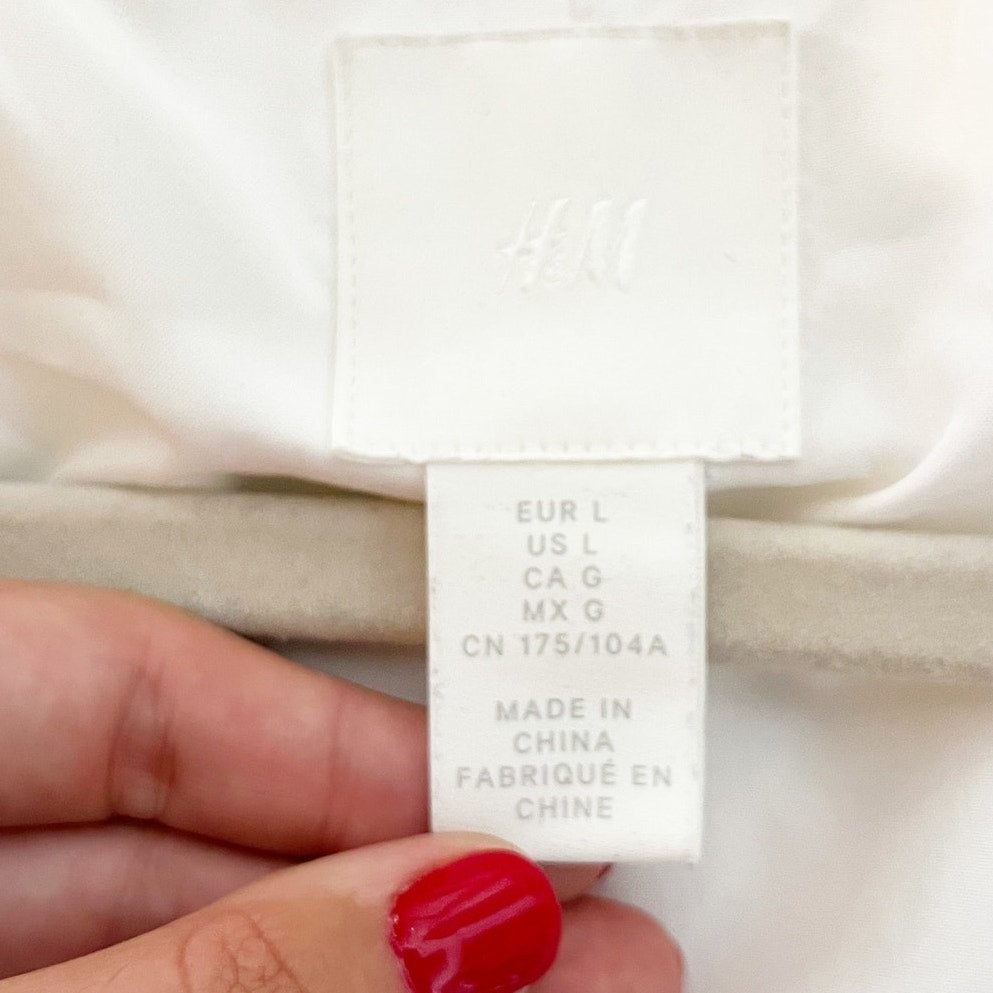 H&M
EUR L
US L
CA G
MX G
CN 175/104A
MADE IN
CHINA
FABRIQUÉ EN
CHINE